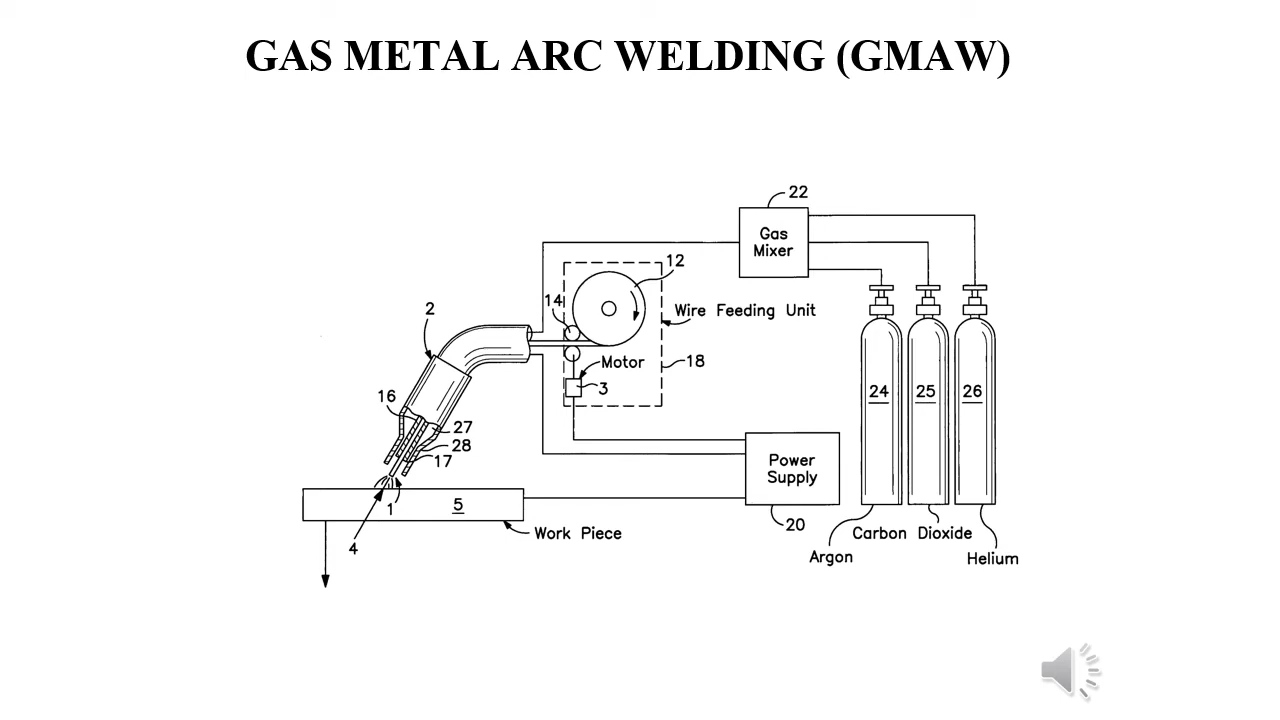 GAS METAL ARC WELDING (GMAW)
22
Gas
Mixer
12
14
Wire Feeding Unit
2
Motor
18
3
16
24
25
26
27
28
17
Power
Supply
1
5
20
Work Piece
4
Carbon Dioxide
Argon
Helium